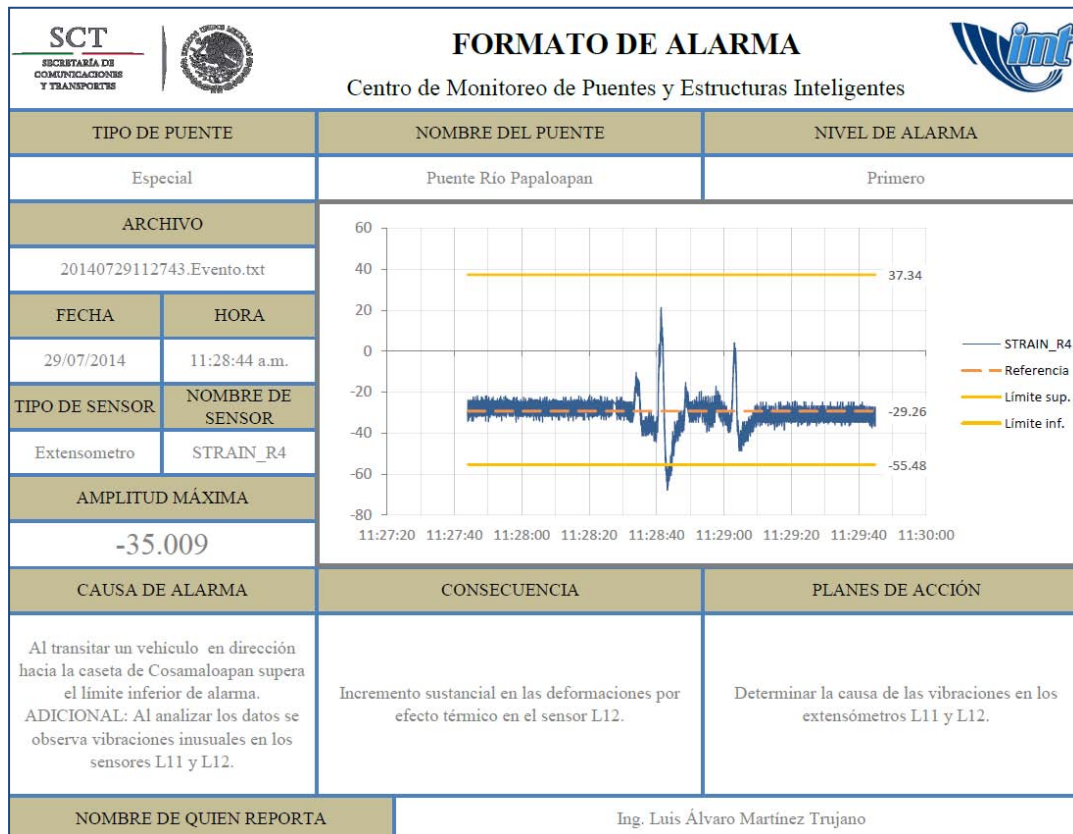 SCT
SECRETARÍA DE
COMUNICACIONES
Y TRANSPORTES
ESTADOS UNIDOS MEXICANOS
FORMATO DE ALARMA
Centro de Monitoreo de Puentes y Estructuras Inteligentes
imt
TIPO DE PUENTE
NOMBRE DEL PUENTE
NIVEL DE ALARMA
Especial
Puente Río Papaloapan
Primero
ARCHIVO
20140729112743.Evento.txt
FECHA
HORA
29/07/2014
11:28:44 a.m.
TIPO DE SENSOR
NOMBRE DE
SENSOR
Extensometro
STRAIN_R4
AMPLITUD MÁXIMA
-35.009
60
40
20
0
-20
-40
-60
-80
37.34
-29.26
-55.48
11:27:20 11:27:40 11:28:00 11:28:20 11:28:40 11:29:00 11:29:20 11:29:40 11:30:00
STRAIN_R4
Referencia
Límite sup.
Límite inf.
CAUSA DE ALARMA
CONSECUENCIA
PLANES DE ACCIÓN
Al transitar un vehículo en dirección
hacia la caseta de Cosamaloapan supera
el límite inferior de alarma.
ADICIONAL: Al analizar los datos se
observa vibraciones inusuales en los
sensores L11 y L12.
Incremento sustancial en las deformaciones por
efecto térmico en el sensor L12.
Determinar la causa de las vibraciones en los
extensómetros L11 y L12.
NOMBRE DE QUIEN REPORTA
Ing. Luis Álvaro Martínez Trujano